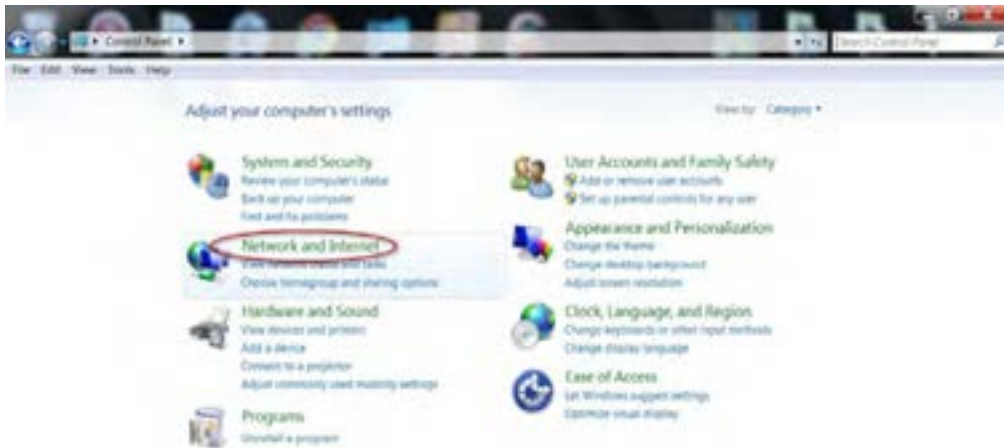 Control Panel
Search Control Panel
File Edit View Tools Help
Adjust your computer's settings
View by: Category
System and Security
Review your computer's status
Back up your computer
Find and fix problems
Network and Internet
View network status and tasks
Choose homegroup and sharing options
Hardware and Sound
View devices and printers
Add a device
Connect to a projector
Adjust commonly used mobility settings
Programs
Uninstall a program
User Accounts and Family Safety
Add or remove user accounts
Set up parental controls for any user
Appearance and Personalization
Change the theme
Change desktop background
Adjust screen resolution
Clock, Language, and Region
Change keyboards or other input methods
Change display language
Ease of Access
Let Windows suggest settings
Optimize visual display